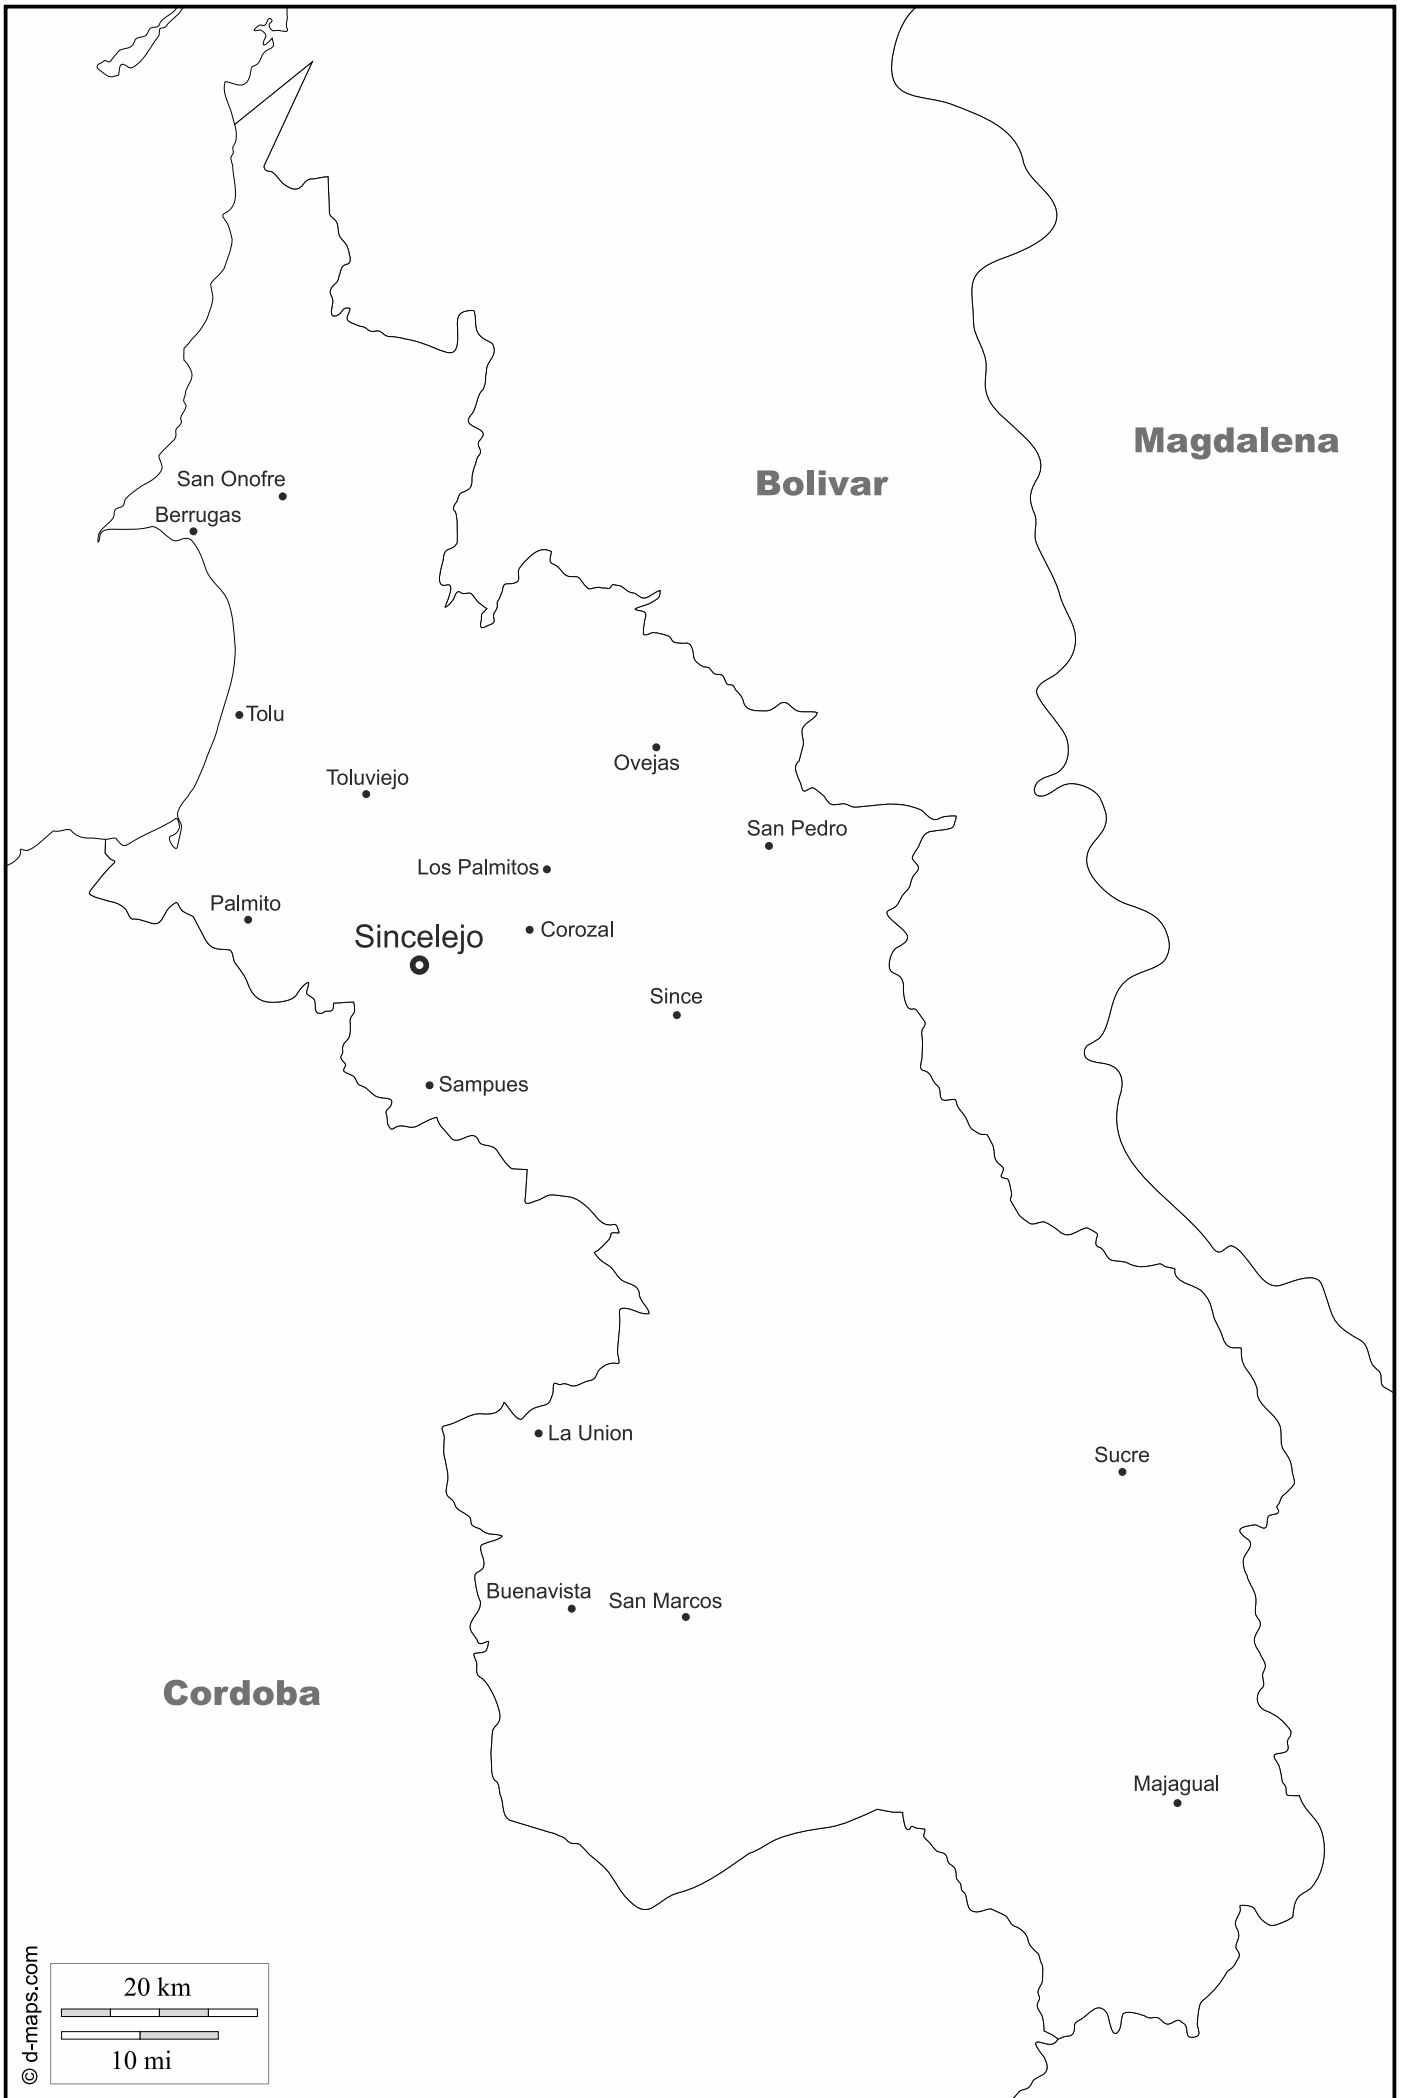 Magdalena
Bolivar
San Onofre
Berrugas
Tolu
Ovejas
Toluviejo
San Pedro
Los Palmitos
Palmito
Corozal
Sincelejo
Since
Sampues
La Union
Sucre
Buenavista
San Marcos
Cordoba
Majagual
© d-maps.com
20 km
10 mi